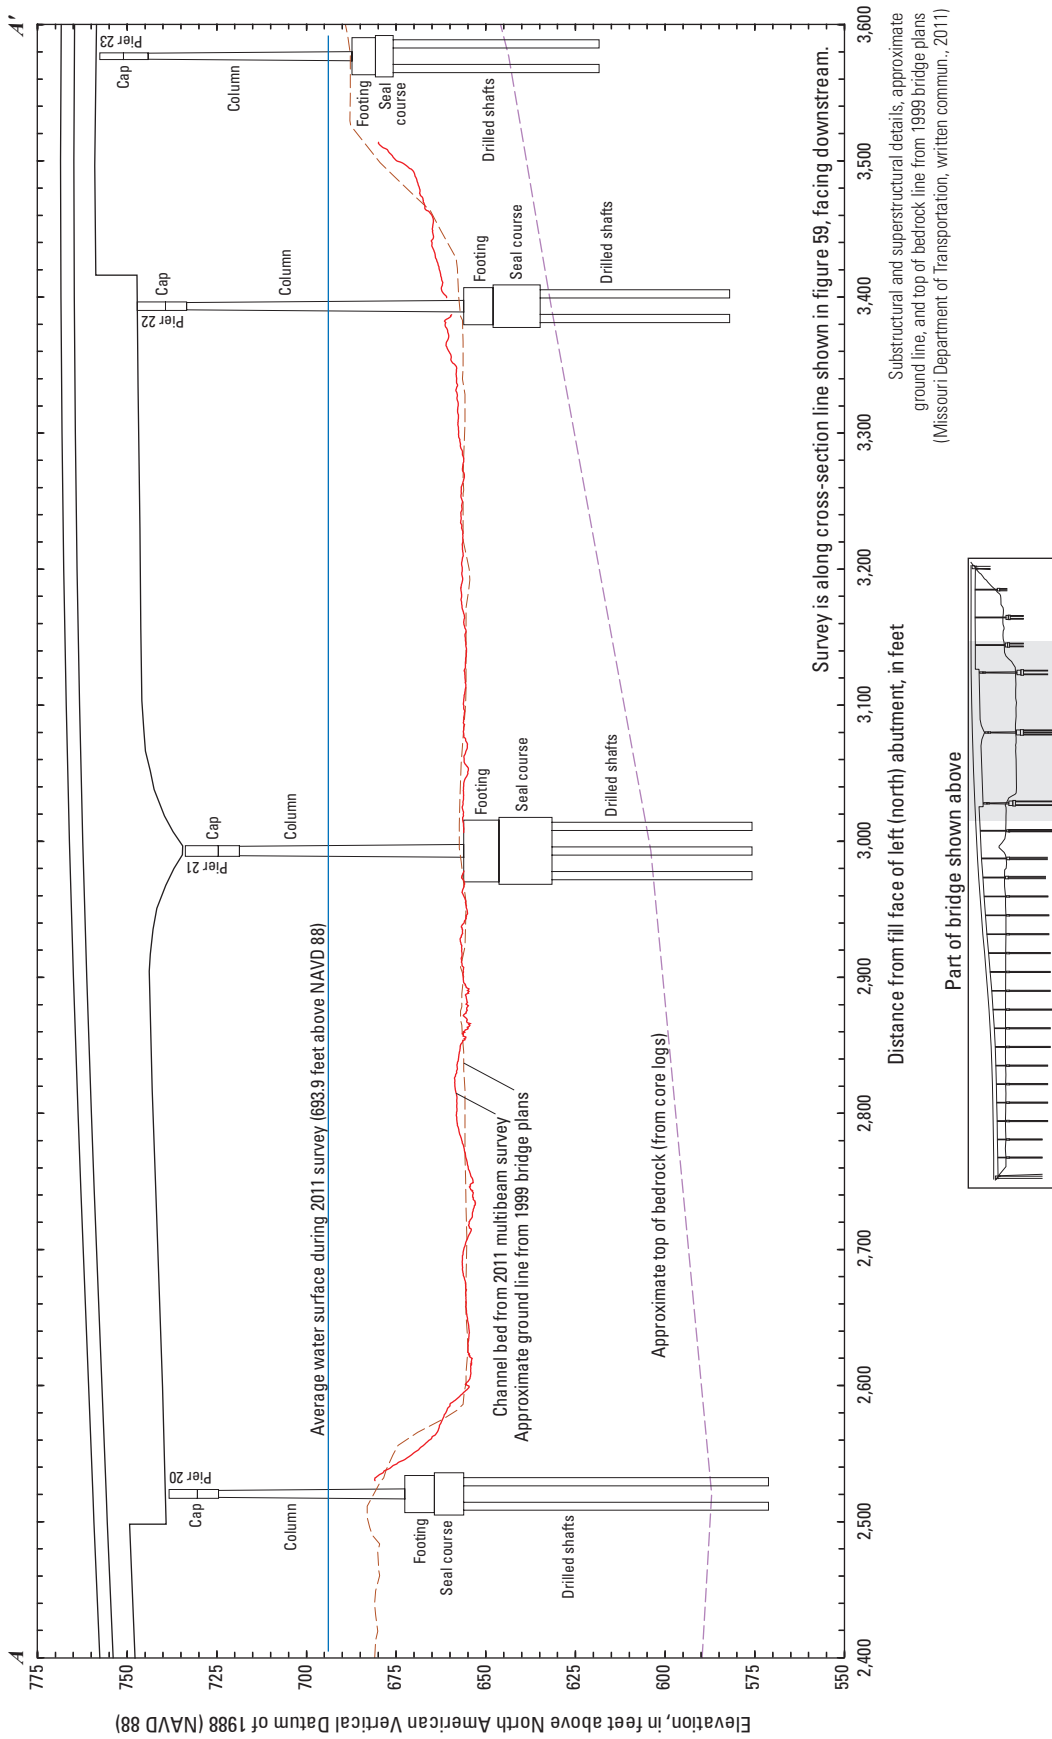 A
A'
775
750
725
700
675
650
625
600
575
550
Elevation, in feet above North American Vertical Datum of 1988 (NAVD 88)
Pier 20
Cap
Column
Footing
Seal course
Drilled shafts
Pier 21
Cap
Column
Footing
Seal course
Drilled shafts
Pier 22
Cap
Column
Footing
Seal course
Drilled shafts
Pier 23
Cap
Column
Footing
Seal
course
Drilled shafts
Average water surface during 2011 survey (693.9 feet above NAVD 88)
Channel bed from 2011 multibeam survey
Approximate ground line from 1999 bridge plans
Approximate top of bedrock (from core logs)
Survey is along cross-section line shown in figure 59, facing downstream.
2,400
2,500
2,600
2,700
2,800
2,900
3,000
3,100
3,200
3,300
3,400
3,500
3,600
Distance from fill face of left (north) abutment, in feet
Substructural and superstructural details, approximate
ground line, and top of bedrock line from 1999 bridge plans
(Missouri Department of Transportation, written commun., 2011)
Part of bridge shown above